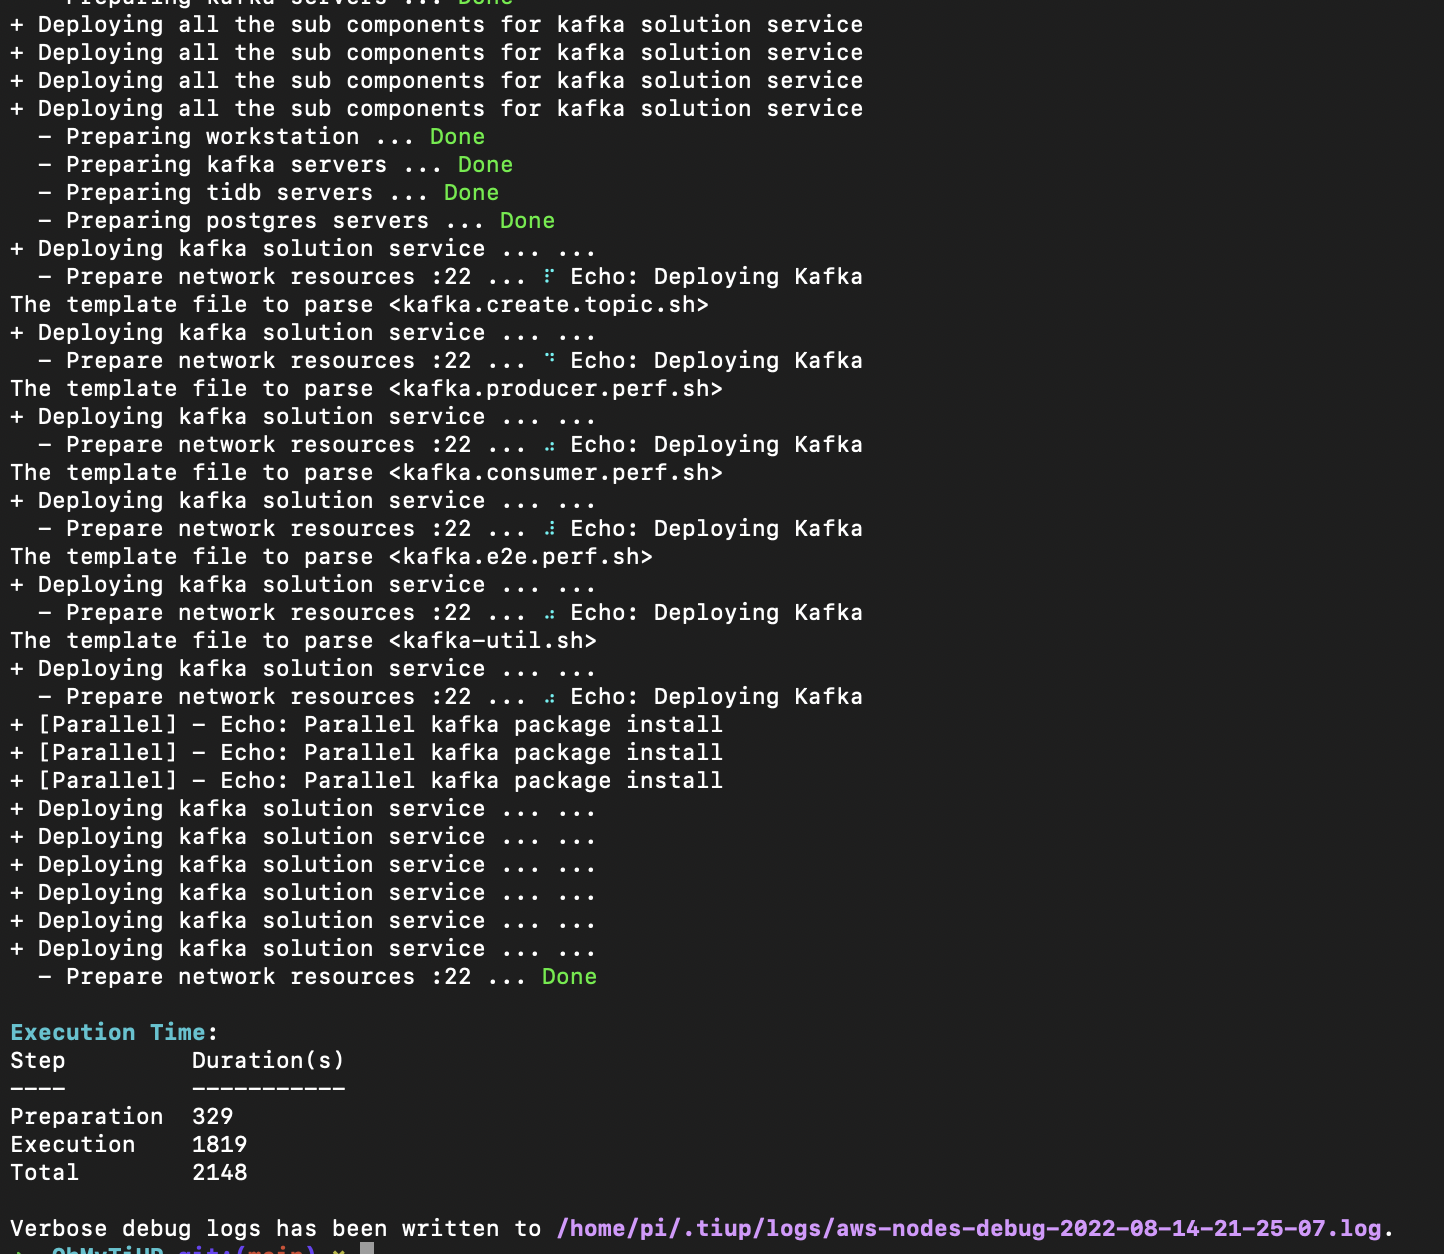 - Preparing kafka servers ... Done
+ Deploying all the sub components for kafka solution service
+ Deploying all the sub components for kafka solution service
+ Deploying all the sub components for kafka solution service
+ Deploying all the sub components for kafka solution service
  - Preparing workstation ... Done
  - Preparing kafka servers ... Done
  - Preparing tidb servers ... Done
  - Preparing postgres servers ... Done
+ Deploying kafka solution service ... ...
  - Prepare network resources :22 ... ⠏ Echo: Deploying Kafka
The template file to parse <kafka.create.topic.sh>
+ Deploying kafka solution service ... ...
  - Prepare network resources :22 ... ⠙ Echo: Deploying Kafka
The template file to parse <kafka.producer.perf.sh>
+ Deploying kafka solution service ... ...
  - Prepare network resources :22 ... ⠴ Echo: Deploying Kafka
The template file to parse <kafka.consumer.perf.sh>
+ Deploying kafka solution service ... ...
  - Prepare network resources :22 ... ⠼ Echo: Deploying Kafka
The template file to parse <kafka.e2e.perf.sh>
+ Deploying kafka solution service ... ...
  - Prepare network resources :22 ... ⠴ Echo: Deploying Kafka
The template file to parse <kafka-util.sh>
+ Deploying kafka solution service ... ...
  - Prepare network resources :22 ... ⠴ Echo: Deploying Kafka
+ [Parallel] - Echo: Parallel kafka package install
+ [Parallel] - Echo: Parallel kafka package install
+ [Parallel] - Echo: Parallel kafka package install
+ Deploying kafka solution service ... ...
+ Deploying kafka solution service ... ...
+ Deploying kafka solution service ... ...
+ Deploying kafka solution service ... ...
+ Deploying kafka solution service ... ...
+ Deploying kafka solution service ... ...
  - Prepare network resources :22 ... Done
Execution Time:
Step         Duration(s)
----         -----------
Preparation  329
Execution    1819
Total        2148
Verbose debug logs has been written to /home/pi/.tiup/logs/aws-nodes-debug-2022-08-14-21-25-07.log.
OhMyTiUP git:(main) ✗